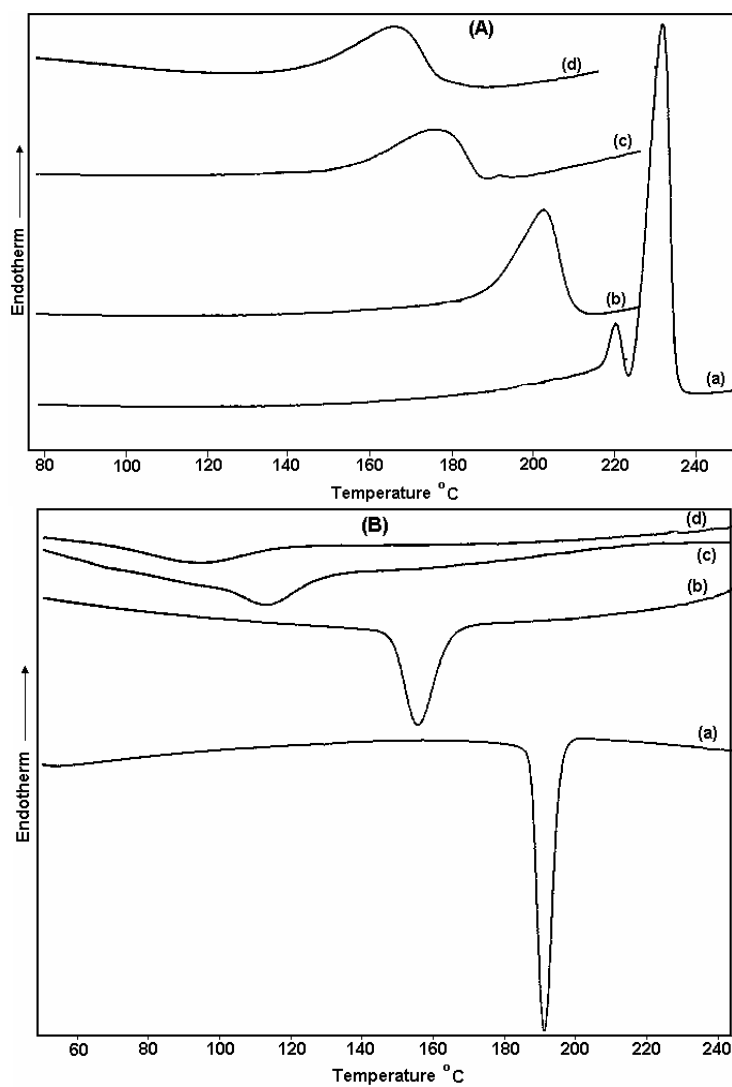 (A)
(d)
(c)
(b)
(a)
Endotherm
80 100 120 140 160 180 200 220 240
Temperature °C
(B)
(d)
(c)
(b)
(a)
Endotherm
60 80 100 120 140 160 180 200 220 240
Temperature °C